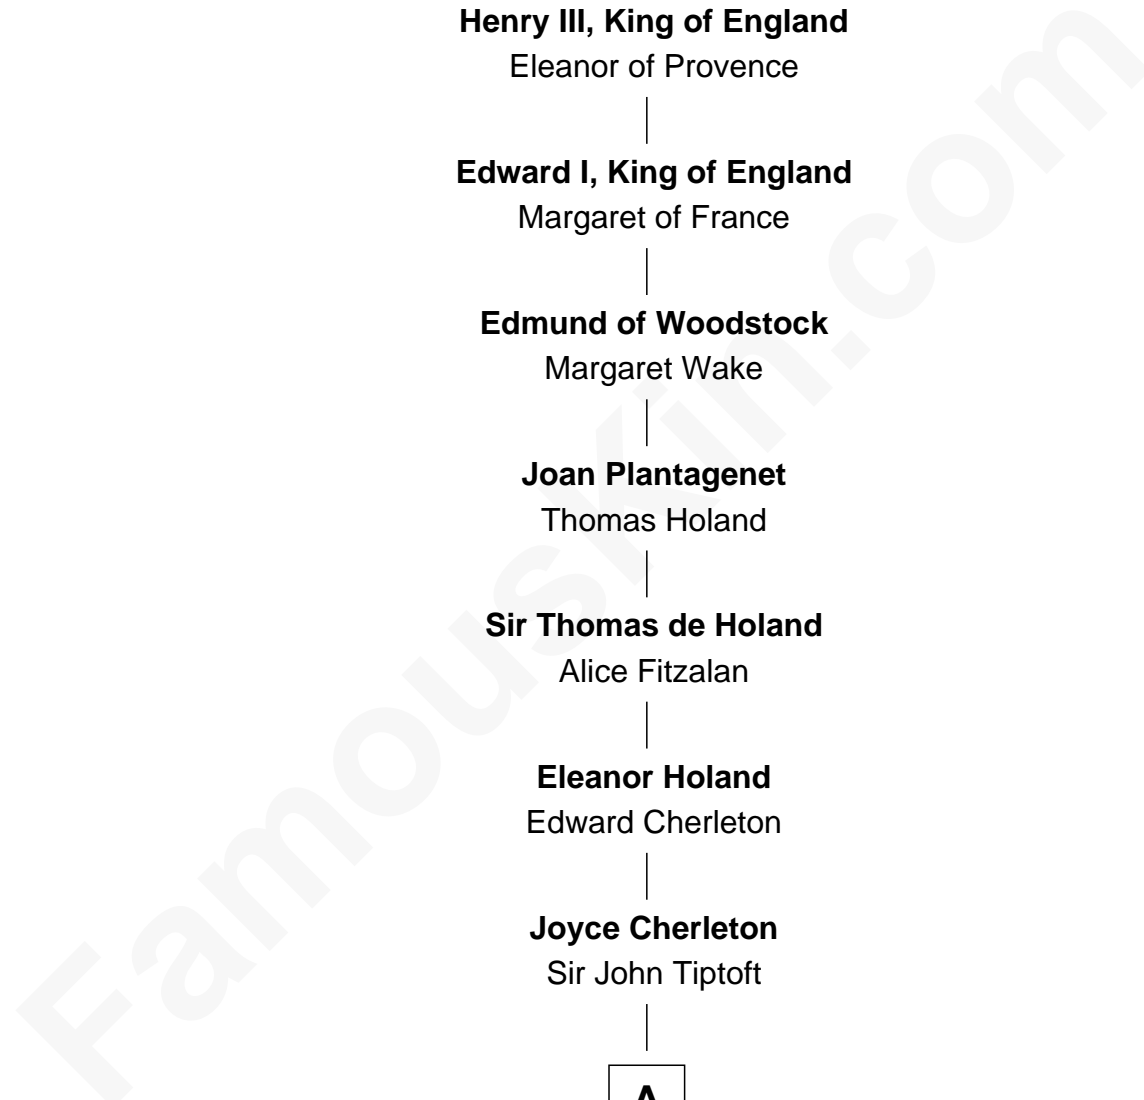 Henry III, King of England
Eleanor of Provence
Edward I, King of England
Margaret of France
Edmund of Woodstock
Margaret Wake
Joan Plantagenet
Thomas Holand
Sir Thomas de Holand
Alice Fitzalan
Eleanor Holand
Edward Cherleton
Joyce Cherleton
Sir John Tiptoft
A
FamousKin.com